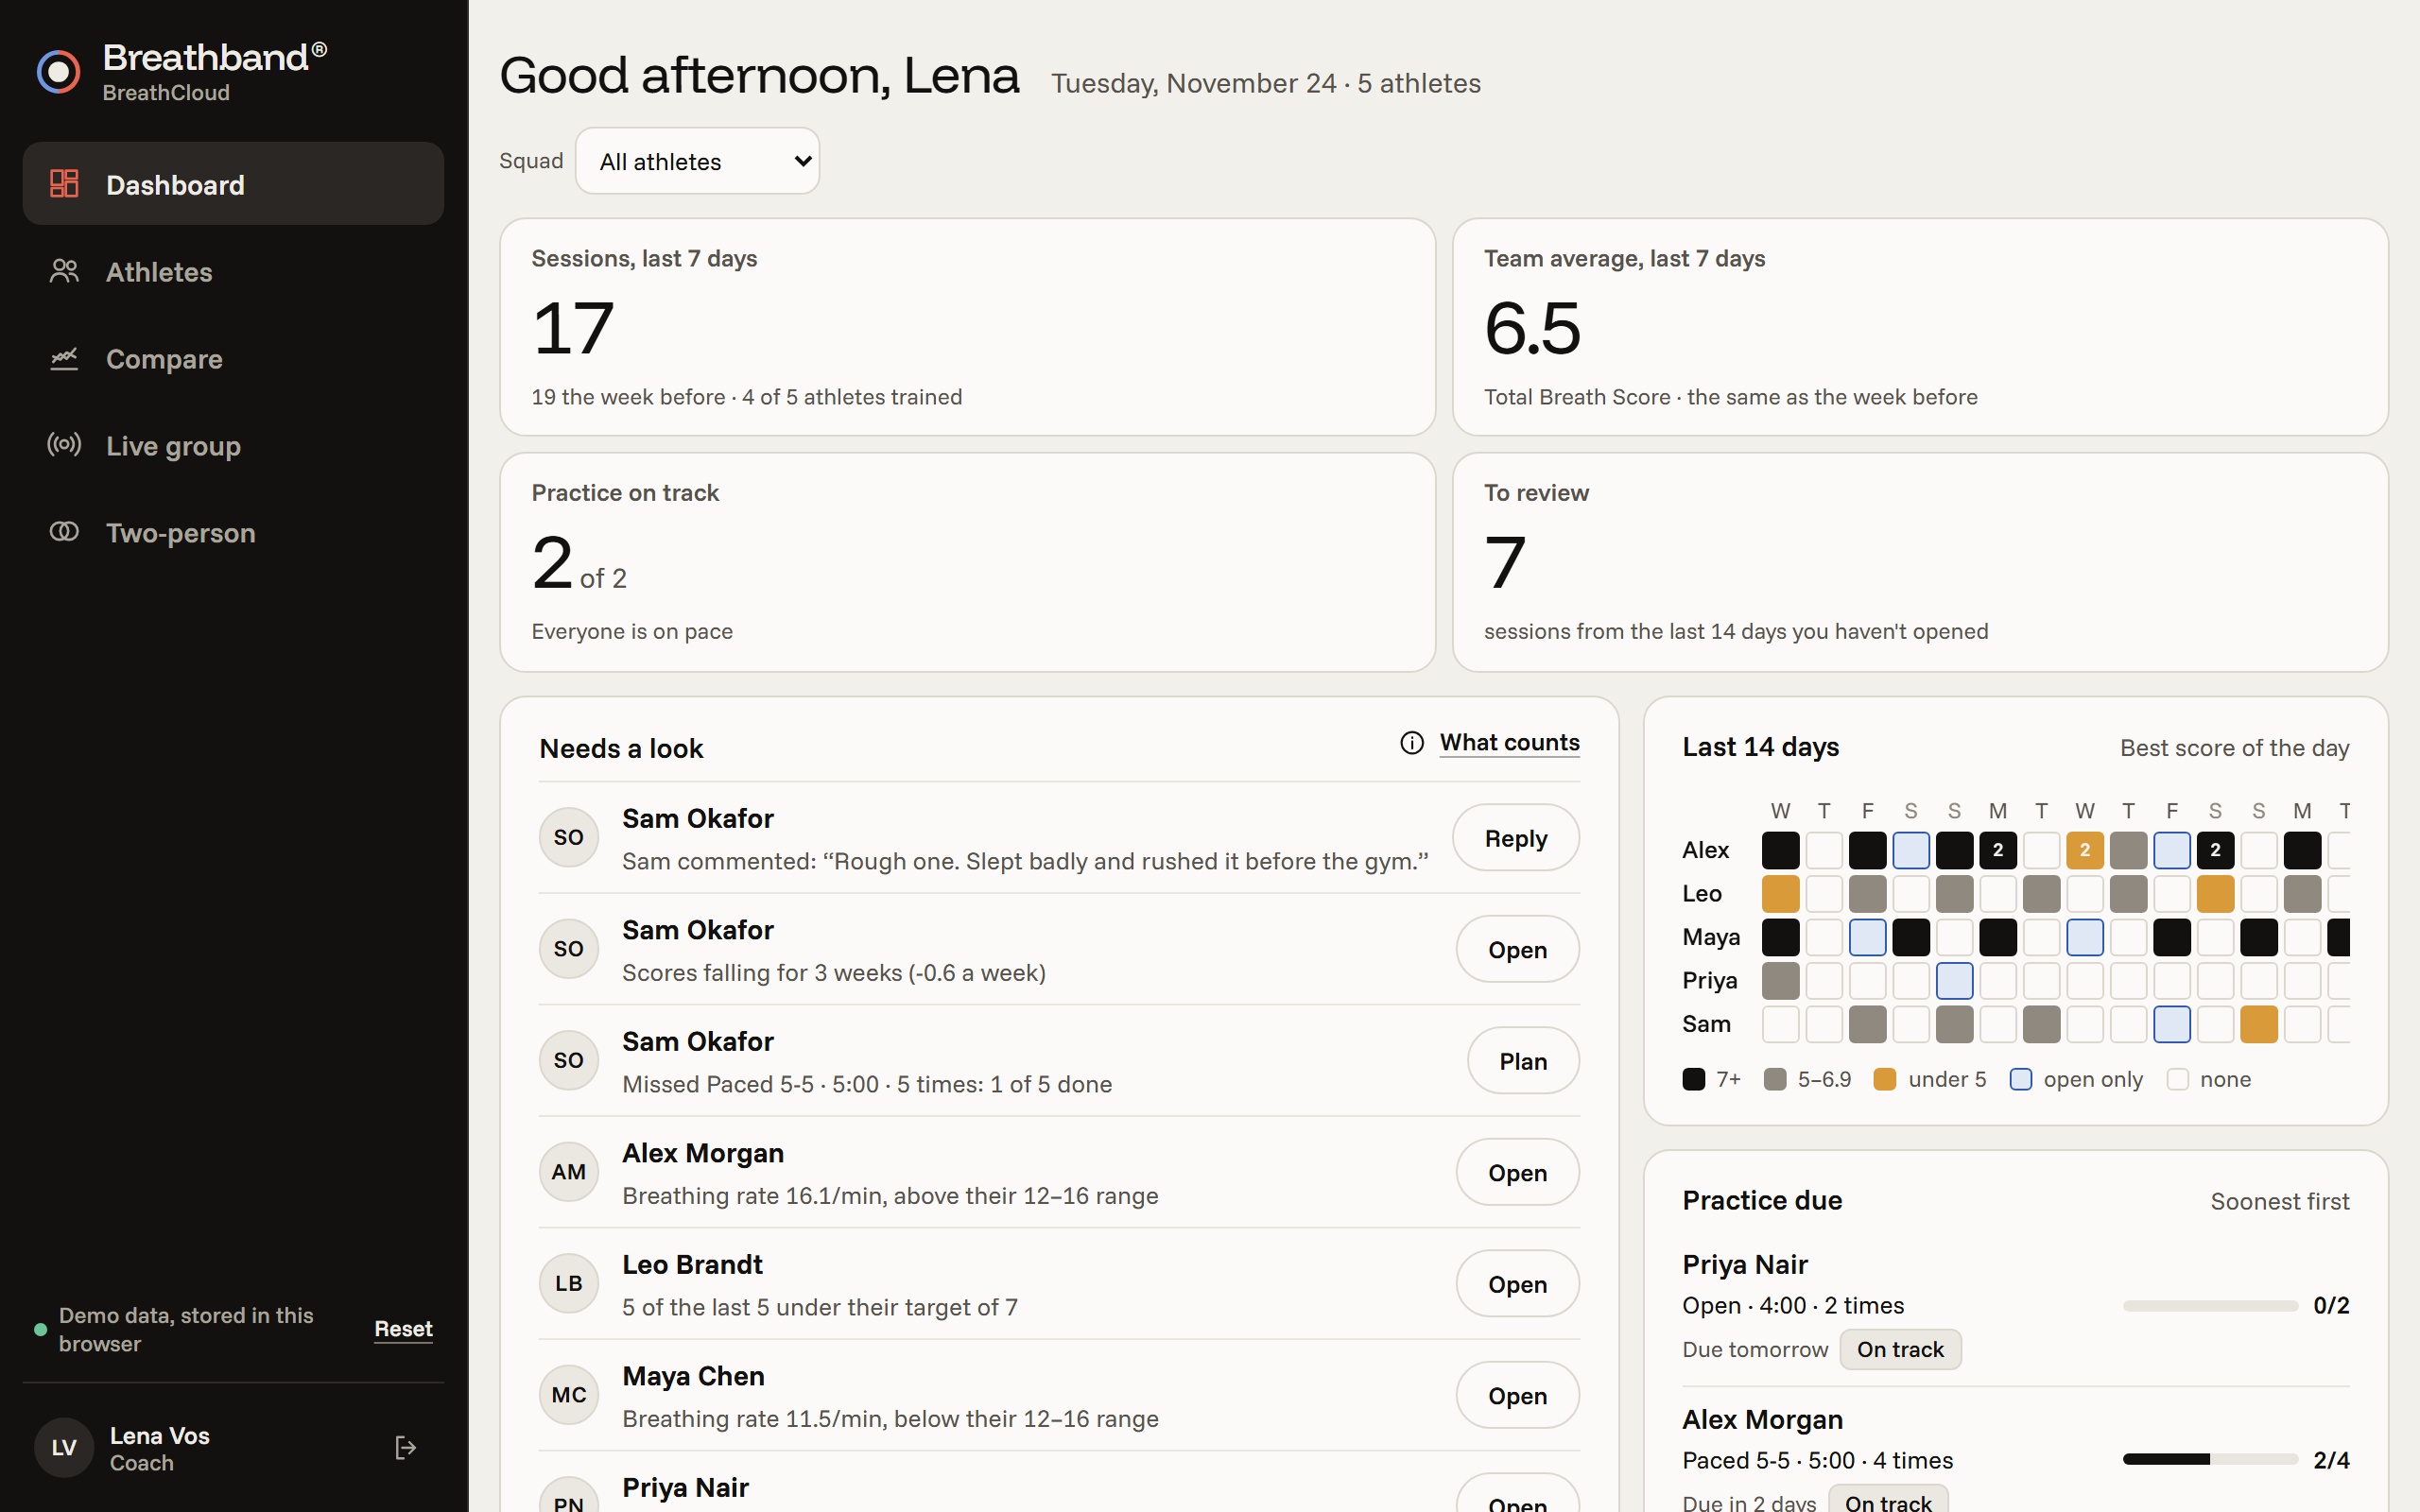 Breathband®
BreathCloud
Dashboard
Athletes
Compare
Live group
Two-person
Demo data, stored in this
browser
Reset
LV
Lena Vos
Coach
Good afternoon, Lena
Tuesday, November 24 · 5 athletes
Squad
All athletes
Sessions, last 7 days
17
19 the week before · 4 of 5 athletes trained
Team average, last 7 days
6.5
Total Breath Score · the same as the week before
Practice on track
2 of 2
Everyone is on pace
To review
7
sessions from the last 14 days you haven't opened
Needs a look
What counts
SO
Sam Okafor
Sam commented: “Rough one. Slept badly and rushed it before the gym.”
Reply
SO
Sam Okafor
Scores falling for 3 weeks (-0.6 a week)
Open
SO
Sam Okafor
Missed Paced 5-5 · 5:00 · 5 times: 1 of 5 done
Plan
AM
Alex Morgan
Breathing rate 16.1/min, above their 12–16 range
Open
LB
Leo Brandt
5 of the last 5 under their target of 7
Open
MC
Maya Chen
Breathing rate 11.5/min, below their 12–16 range
Open
PN
Priya Nair
Open
Last 14 days
Best score of the day
W T F S S M T W T F S S M T
Alex 2 2 2
Leo
Maya
Priya
Sam
7+ 5–6.9 under 5 open only none
Practice due
Soonest first
Priya Nair
Open · 4:00 · 2 times
0/2
Due tomorrow
On track
Alex Morgan
Paced 5-5 · 5:00 · 4 times
2/4
Due in 2 days
On track